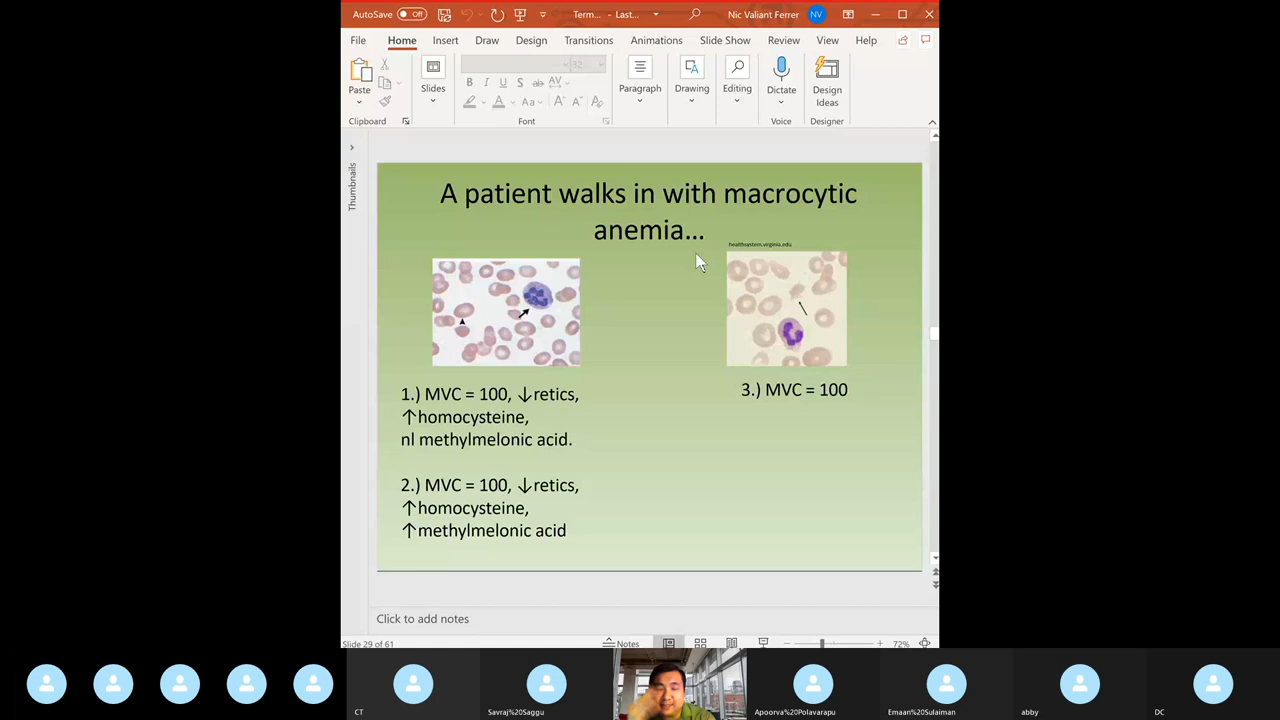 AutoSave Off Term... - Last... Nic Valiant Ferrer NV
File Home Insert Draw Design Transitions Animations Slide Show Review View Help
32
B I U S ab AV
A Aa A A
Paste Slides Paragraph Drawing Editing Dictate Design
Ideas
Clipboard Font Voice Designer
Thumbnails
A patient walks in with macrocytic
anemia...
healthsystem.virginia.edu
1.) MVC = 100, ↓retics,
↑homocysteine,
nl methylmelonic acid.
2.) MVC = 100, ↓retics,
↑homocysteine,
↑methylmelonic acid
3.) MVC = 100
Click to add notes
Slide 29 of 61 Notes 72%
CT Savraj%20Saggu Apoorva%20Polavarapu Emaan%20Sulaiman abby DC